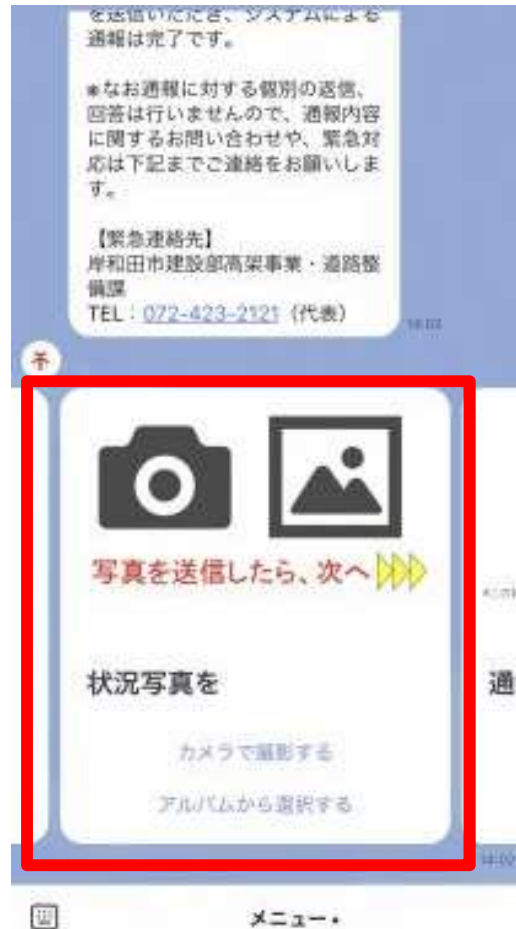 を送信いただき、システムによる
通報は完了です。
※なお通報に対する個別の返信、
回答は行いませんので、通報内容
に関するお問い合わせや、緊急対
応は下記までご連絡をお願いしま
す。
【緊急連絡先】
岸和田市建設部高架事業・道路整
備課
TEL：072-423-2121（代表）
写真を送信したら、次へ
状況写真を
通
カメラで撮影する
アルバムから選択する
14:02
メニュー